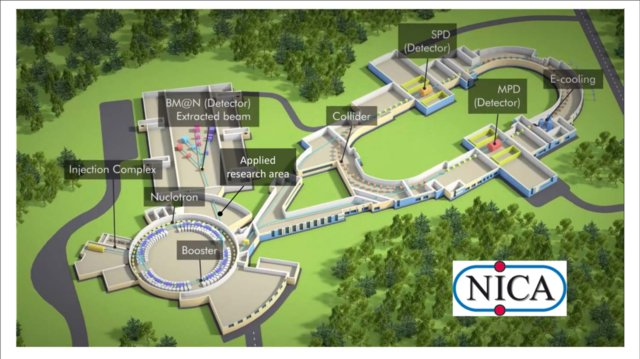 SPD
(Detector)
E-cooling
MPD
(Detector)
BM@N (Detector)
Extracted beam
Collider
Applied
research area
Injection Complex
Nuclotron
Booster
NICA